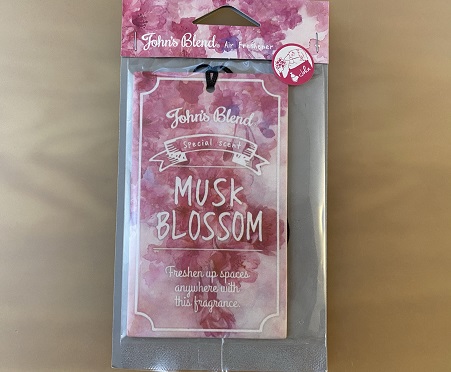 John's Blend Air Freshener
John's Blend
Special scent
MUSK
BLOSSOM
Freshen up spaces
anywhere with
this fragrance.